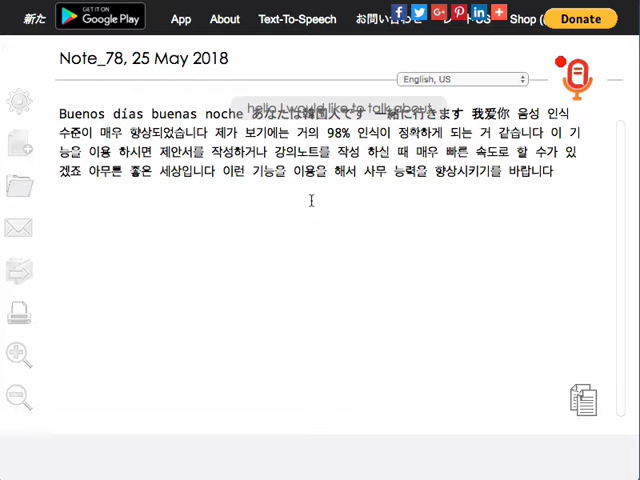 新た GET IT ON Google Play App About Text-To-Speech お問い合わせ Shop Donate
Note_78, 25 May 2018
English, US
hello I would like to talk about
Buenos días buenas noche あなたは韓国人です 一緒に行きます 我爱你 음성 인식
수준이 매우 향상되었습니다 제가 보기에는 거의 98% 인식이 정확하게 되는 거 같습니다 이 기
능을 이용 하시면 제안서를 작성하거나 강의노트를 작성 하신 때 매우 빠른 속도로 할 수가 있
겠죠 아무튼 좋은 세상입니다 이런 기능을 이용을 해서 사무 능력을 향상시키기를 바랍니다